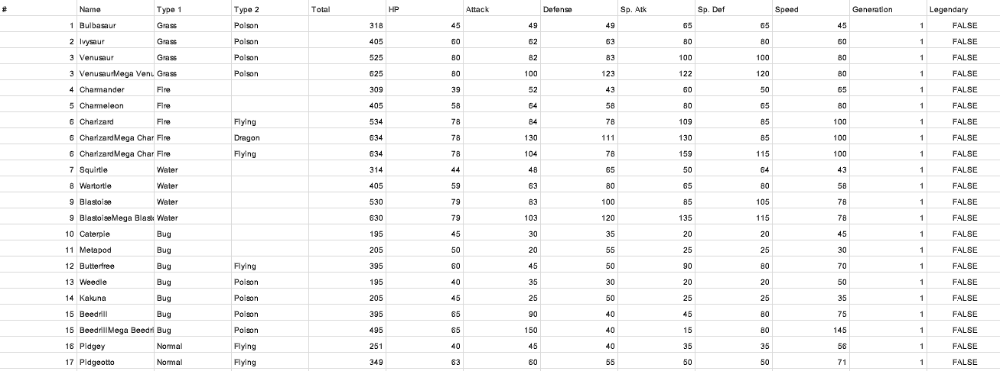 # Name Type 1 Type 2 Total HP Attack Defense Sp. Atk Sp. Def Speed Generation Legendary
1 Bulbasaur Grass Poison 318 45 49 49 65 65 45 1 FALSE
2 Ivysaur Grass Poison 405 60 62 63 80 80 60 1 FALSE
3 Venusaur Grass Poison 525 80 82 83 100 100 80 1 FALSE
3 VenusaurMega Venu Grass Poison 625 80 100 123 122 120 80 1 FALSE
4 Charmander Fire 309 39 52 43 60 50 65 1 FALSE
5 Charmeleon Fire 405 58 64 58 80 65 80 1 FALSE
6 Charizard Fire Flying 534 78 84 78 109 85 100 1 FALSE
6 CharizardMega Char Fire Dragon 634 78 130 111 130 85 100 1 FALSE
6 CharizardMega Char Fire Flying 634 78 104 78 159 115 100 1 FALSE
7 Squirtle Water 314 44 48 65 50 64 43 1 FALSE
8 Wartortle Water 405 59 63 80 65 80 58 1 FALSE
9 Blastoise Water 530 79 83 100 85 105 78 1 FALSE
9 BlastoiseMega Blasto Water 630 79 103 120 135 115 78 1 FALSE
10 Caterpie Bug 195 45 30 35 20 20 45 1 FALSE
11 Metapod Bug 205 50 20 55 25 25 30 1 FALSE
12 Butterfree Bug Flying 395 60 45 50 90 80 70 1 FALSE
13 Weedle Bug Poison 195 40 35 30 20 20 50 1 FALSE
14 Kakuna Bug Poison 205 45 25 50 25 25 35 1 FALSE
15 Beedrill Bug Poison 395 65 90 40 45 80 75 1 FALSE
15 BeedrillMega Beedri Bug Poison 495 65 150 40 15 80 145 1 FALSE
16 Pidgey Normal Flying 251 40 45 40 35 35 56 1 FALSE
17 Pidgeotto Normal Flying 349 63 60 55 50 50 71 1 FALSE